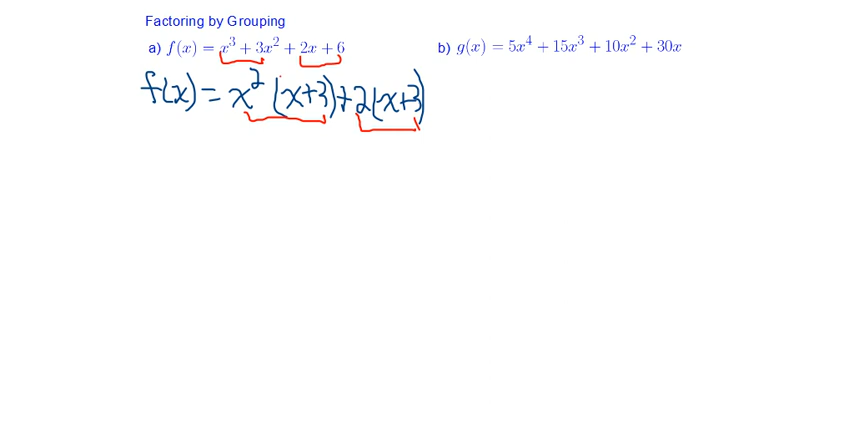 Factoring by Grouping
a) f(x) = x³ + 3x² + 2x + 6
b) g(x) = 5x⁴ + 15x³ + 10x² + 30x
f(x) = x² (x+3) + 2(x+3)